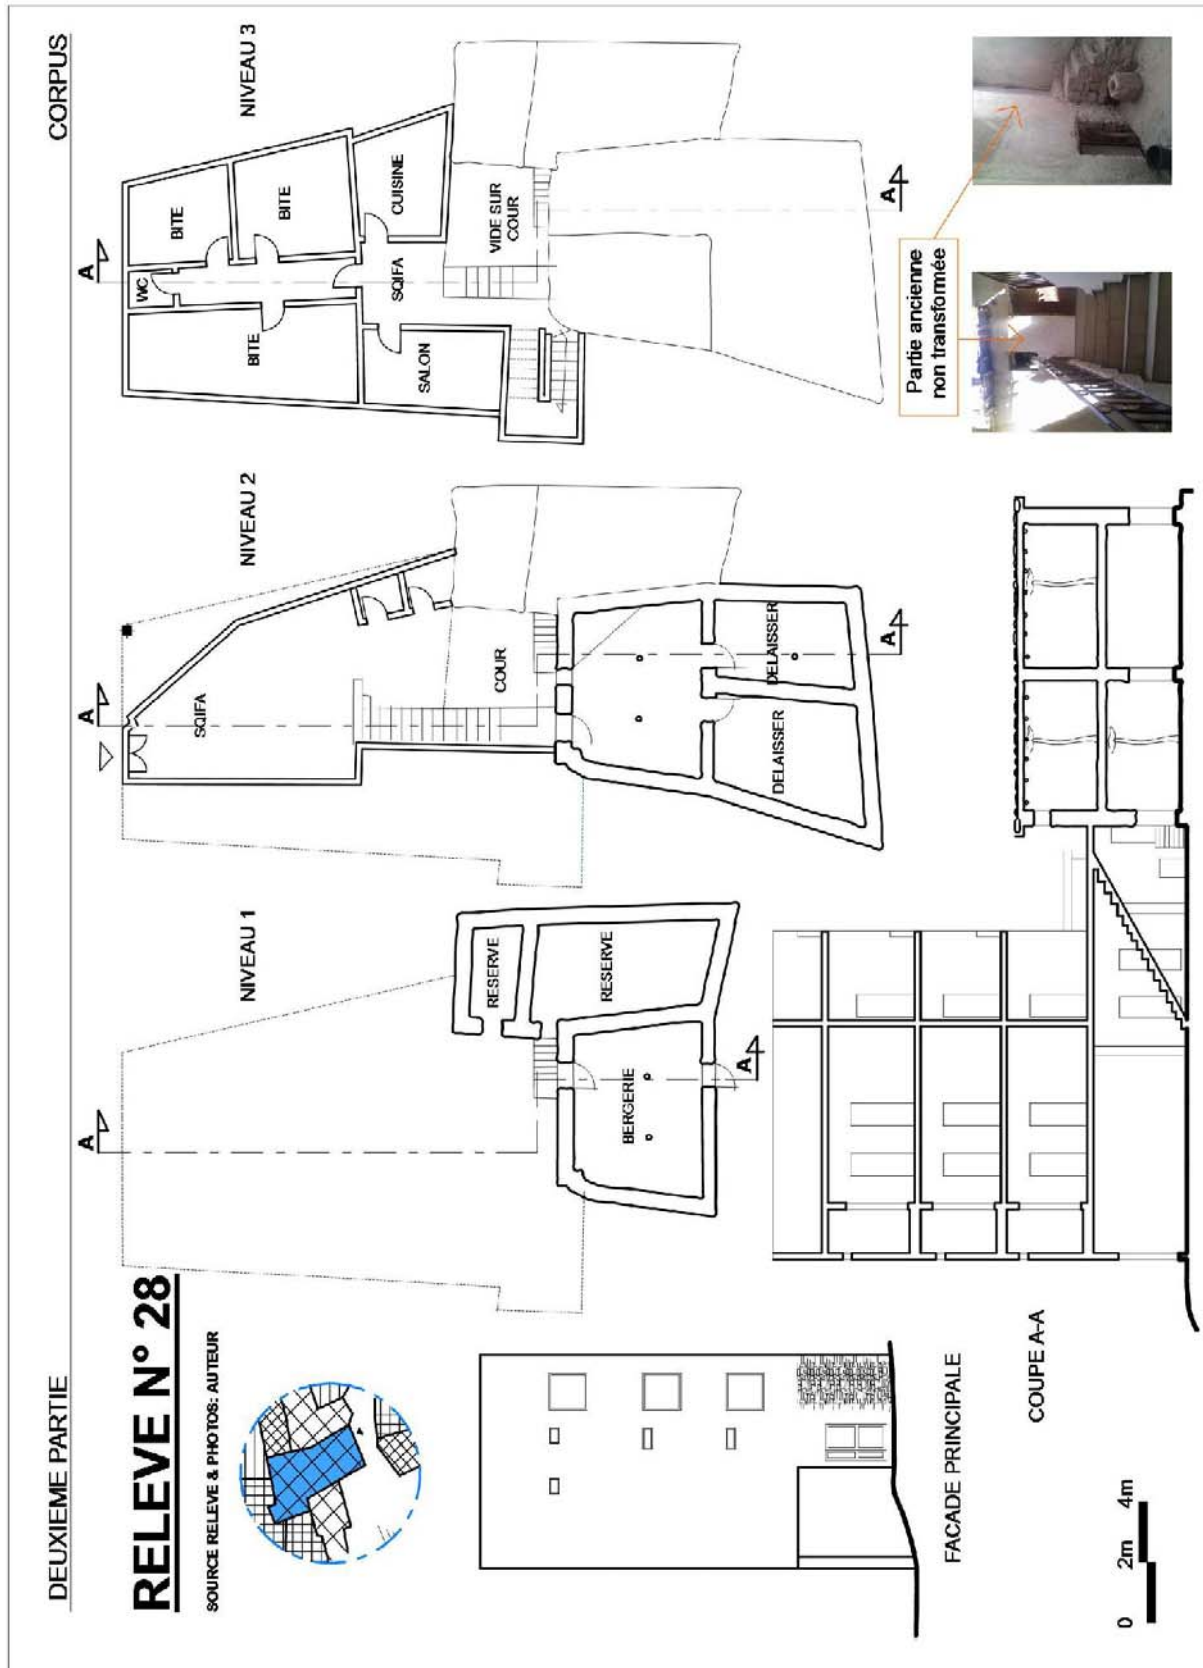 DEUXIEME PARTIE
CORPUS
RELEVE N° 28
SOURCE RELEVE & PHOTOS: AUTEUR
NIVEAU 1
A
RESERVE
RESERVE
BERGERIE
A
NIVEAU 2
A
SQIFA
COUR
DELAISSER
DELAISSER
A
NIVEAU 3
A
WC
BITE
BITE
BITE
CUISINE
SQIFA
SALON
VIDE SUR
COUR
A
Partie ancienne
non transformée
FACADE PRINCIPALE
COUPE A-A
0 2m 4m